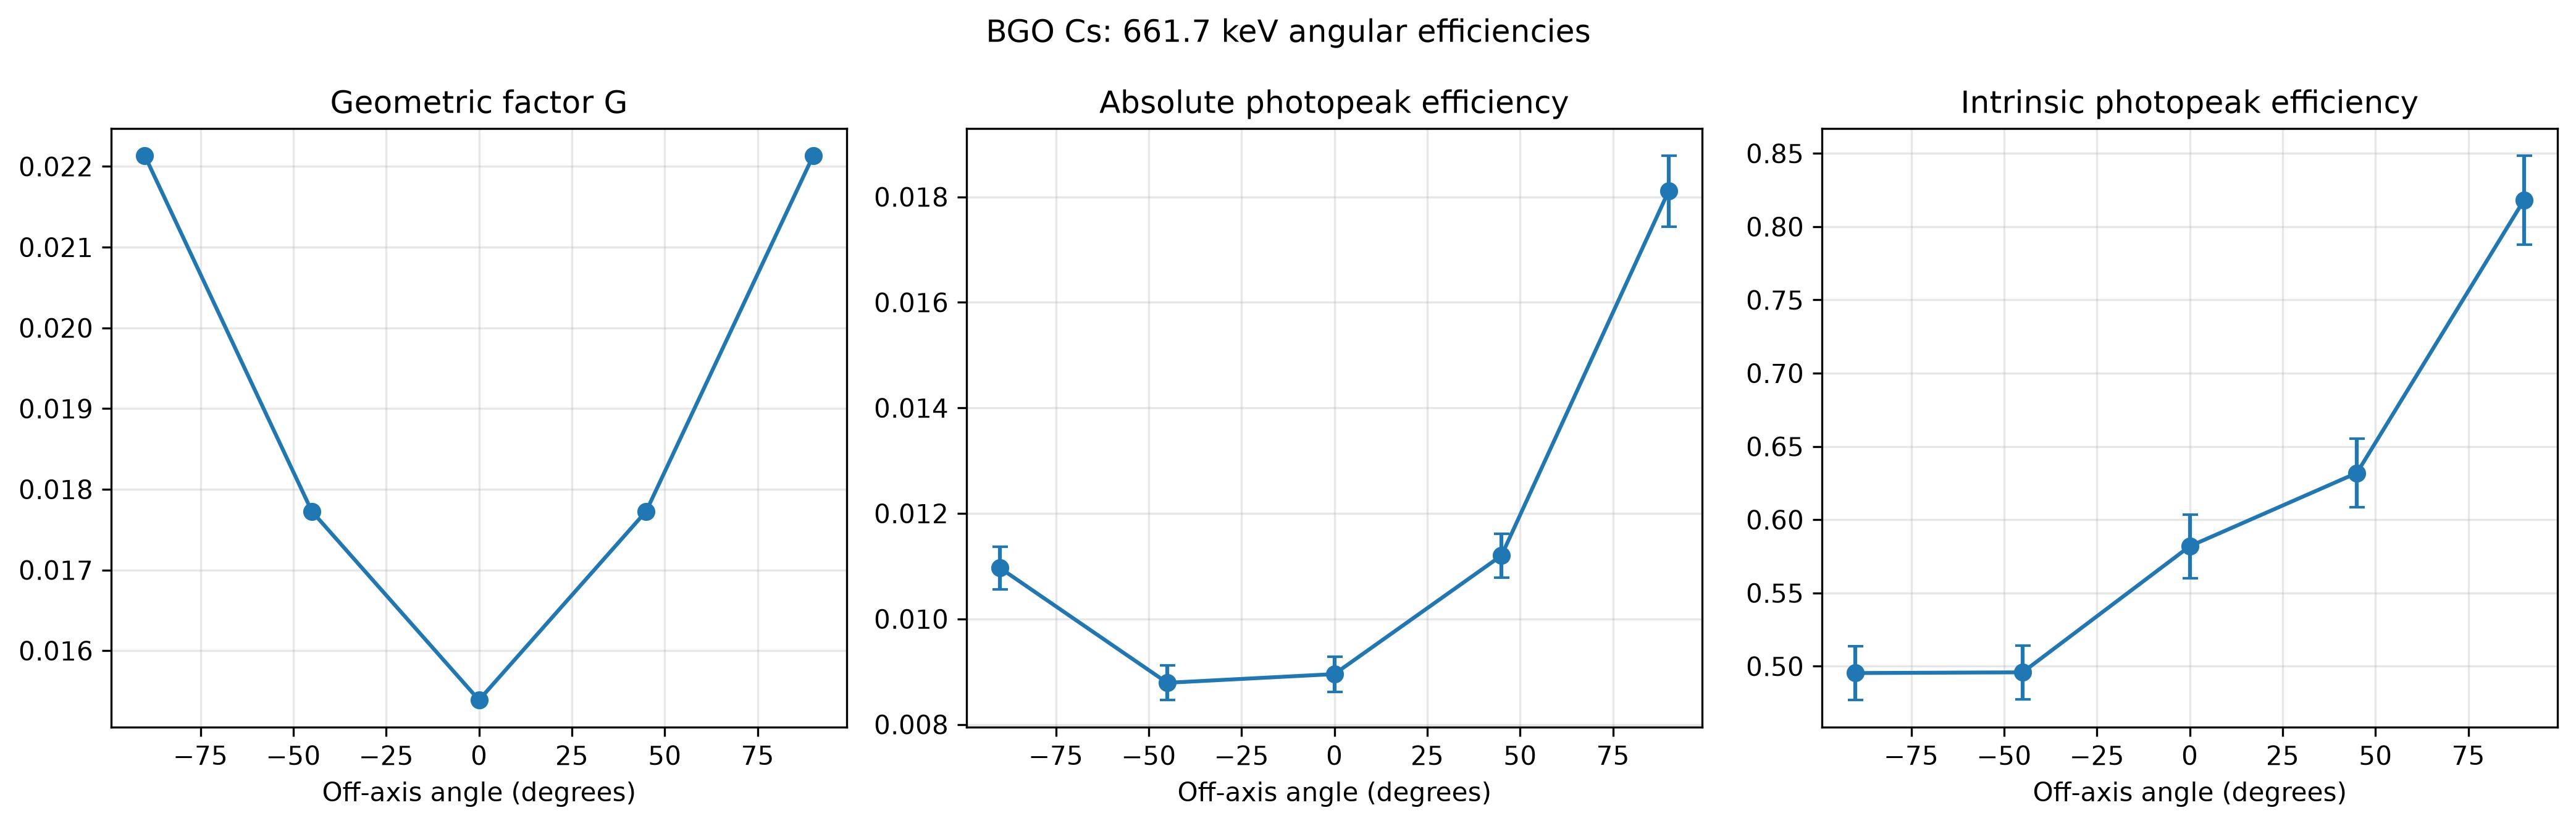 BGO Cs: 661.7 keV angular efficiencies
Geometric factor G
0.022
0.021
0.020
0.019
0.018
0.017
0.016
−75 −50 −25 0 25 50 75
Off-axis angle (degrees)
Absolute photopeak efficiency
0.018
0.016
0.014
0.012
0.010
0.008
−75 −50 −25 0 25 50 75
Off-axis angle (degrees)
Intrinsic photopeak efficiency
0.85
0.80
0.75
0.70
0.65
0.60
0.55
0.50
−75 −50 −25 0 25 50 75
Off-axis angle (degrees)